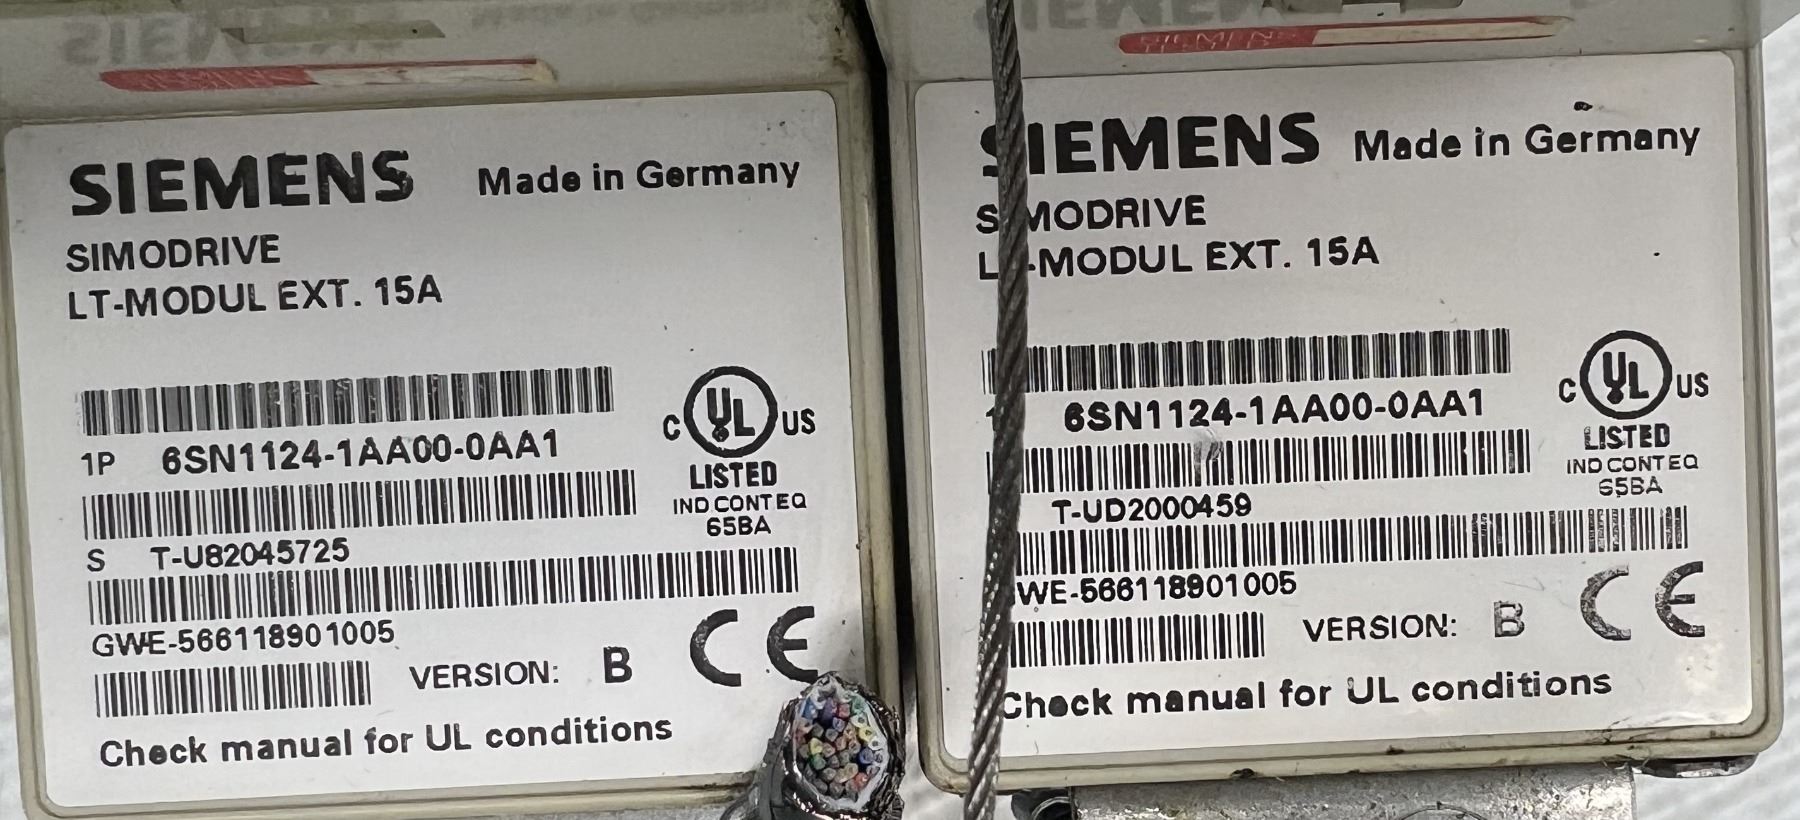 SIEMENS Made in Germany
SIMODRIVE
LT-MODUL EXT. 15A
1P 6SN1124-1AA00-0AA1
C UL US
LISTED
IND CONT EQ
65BA
S T-U82045725
GWE-566118901005
VERSION: B CE
Check manual for UL conditions
SIEMENS Made in Germany
SIMODRIVE
LT-MODUL EXT. 15A
6SN1124-1AA00-0AA1
C UL US
LISTED
IND CONT EQ
65BA
T-UD2000459
WE-566118901005
VERSION: B CE
Check manual for UL conditions